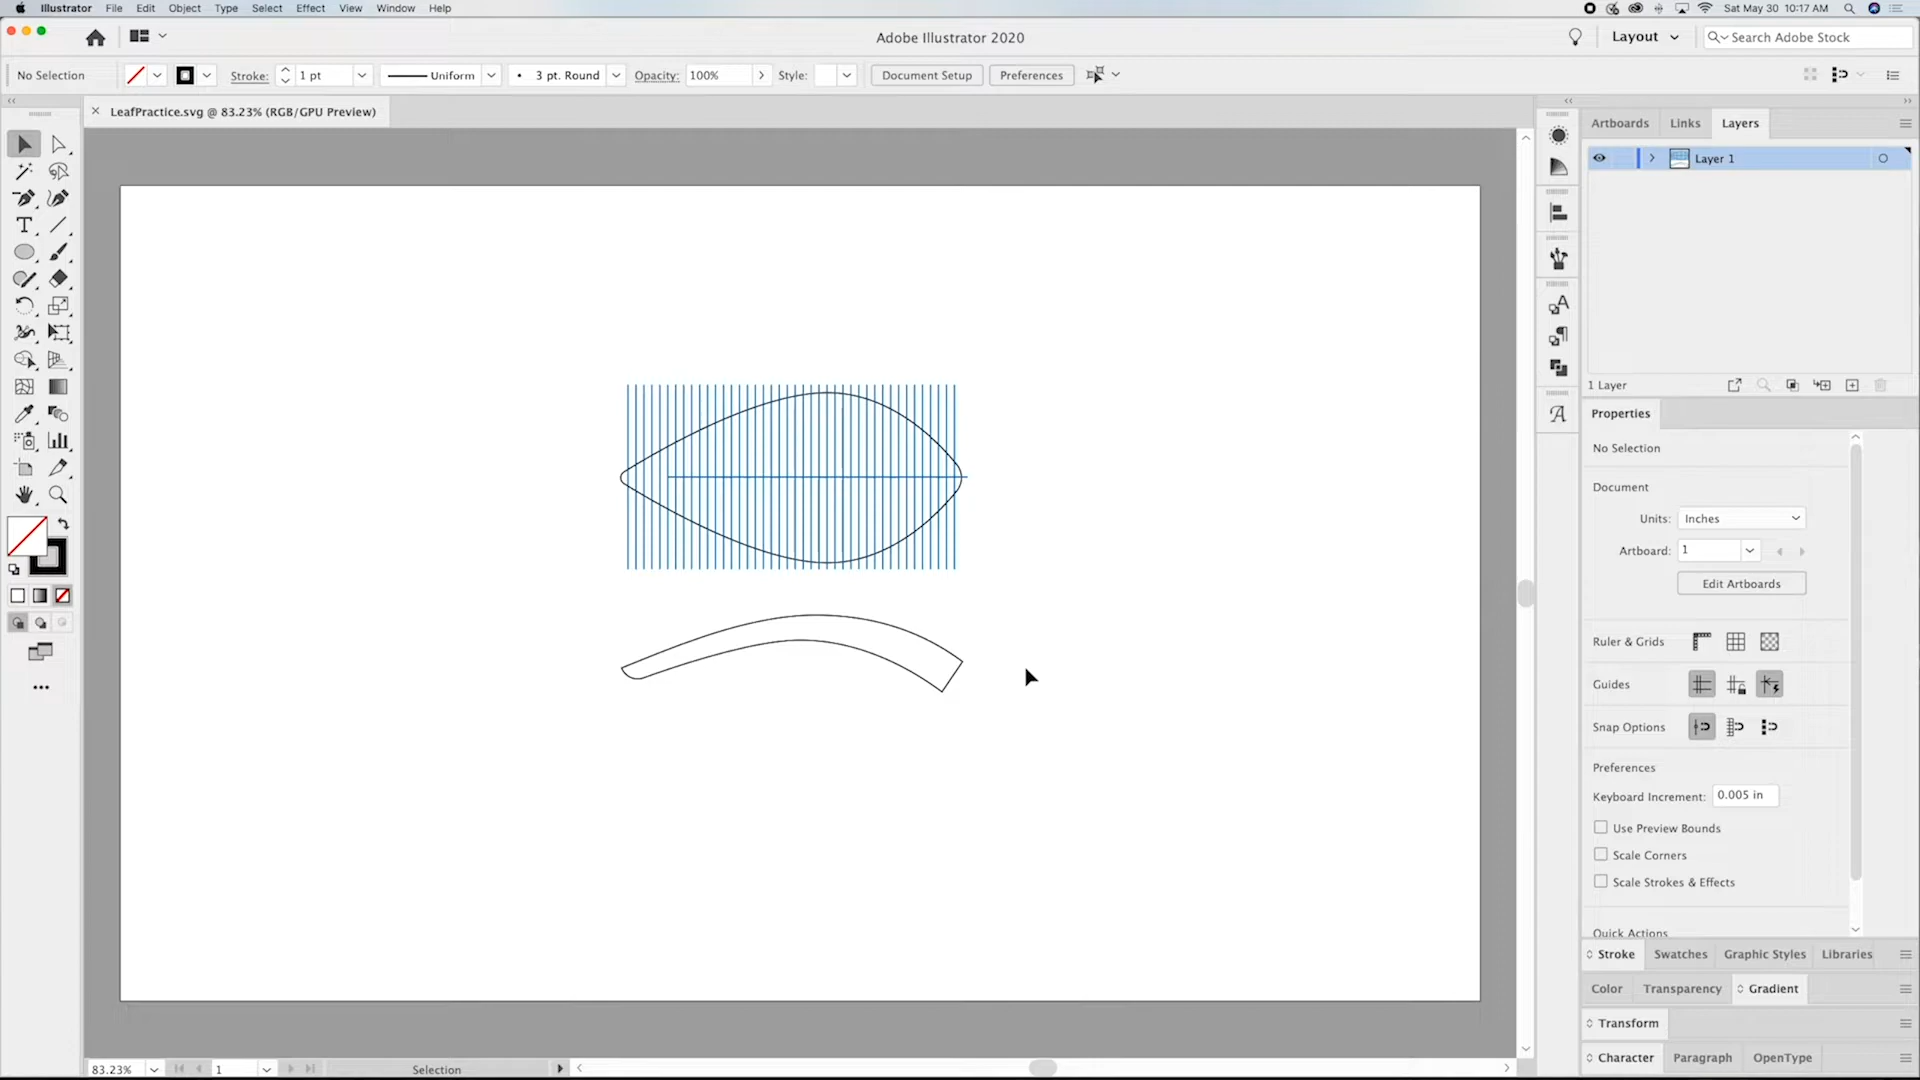 Illustrator File Edit Object Type Select Effect View Window Help
Sat May 30 10:17 AM
Adobe Illustrator 2020
Layout
Search Adobe Stock
No Selection
Stroke: 1 pt
Uniform
3 pt. Round
Opacity: 100%
Style:
Document Setup
Preferences
LeafPractice.svg @ 83.23% (RGB/GPU Preview)
Artboards Links Layers
Layer 1
1 Layer
Properties
No Selection
Document
Units: Inches
Artboard: 1
Edit Artboards
Ruler & Grids
Guides
Snap Options
Preferences
Keyboard Increment: 0.005 in
Use Preview Bounds
Scale Corners
Scale Strokes & Effects
Quick Actions
Stroke Swatches Graphic Styles Libraries
Color Transparency Gradient
Transform
Character Paragraph OpenType
83.23% 1 Selection